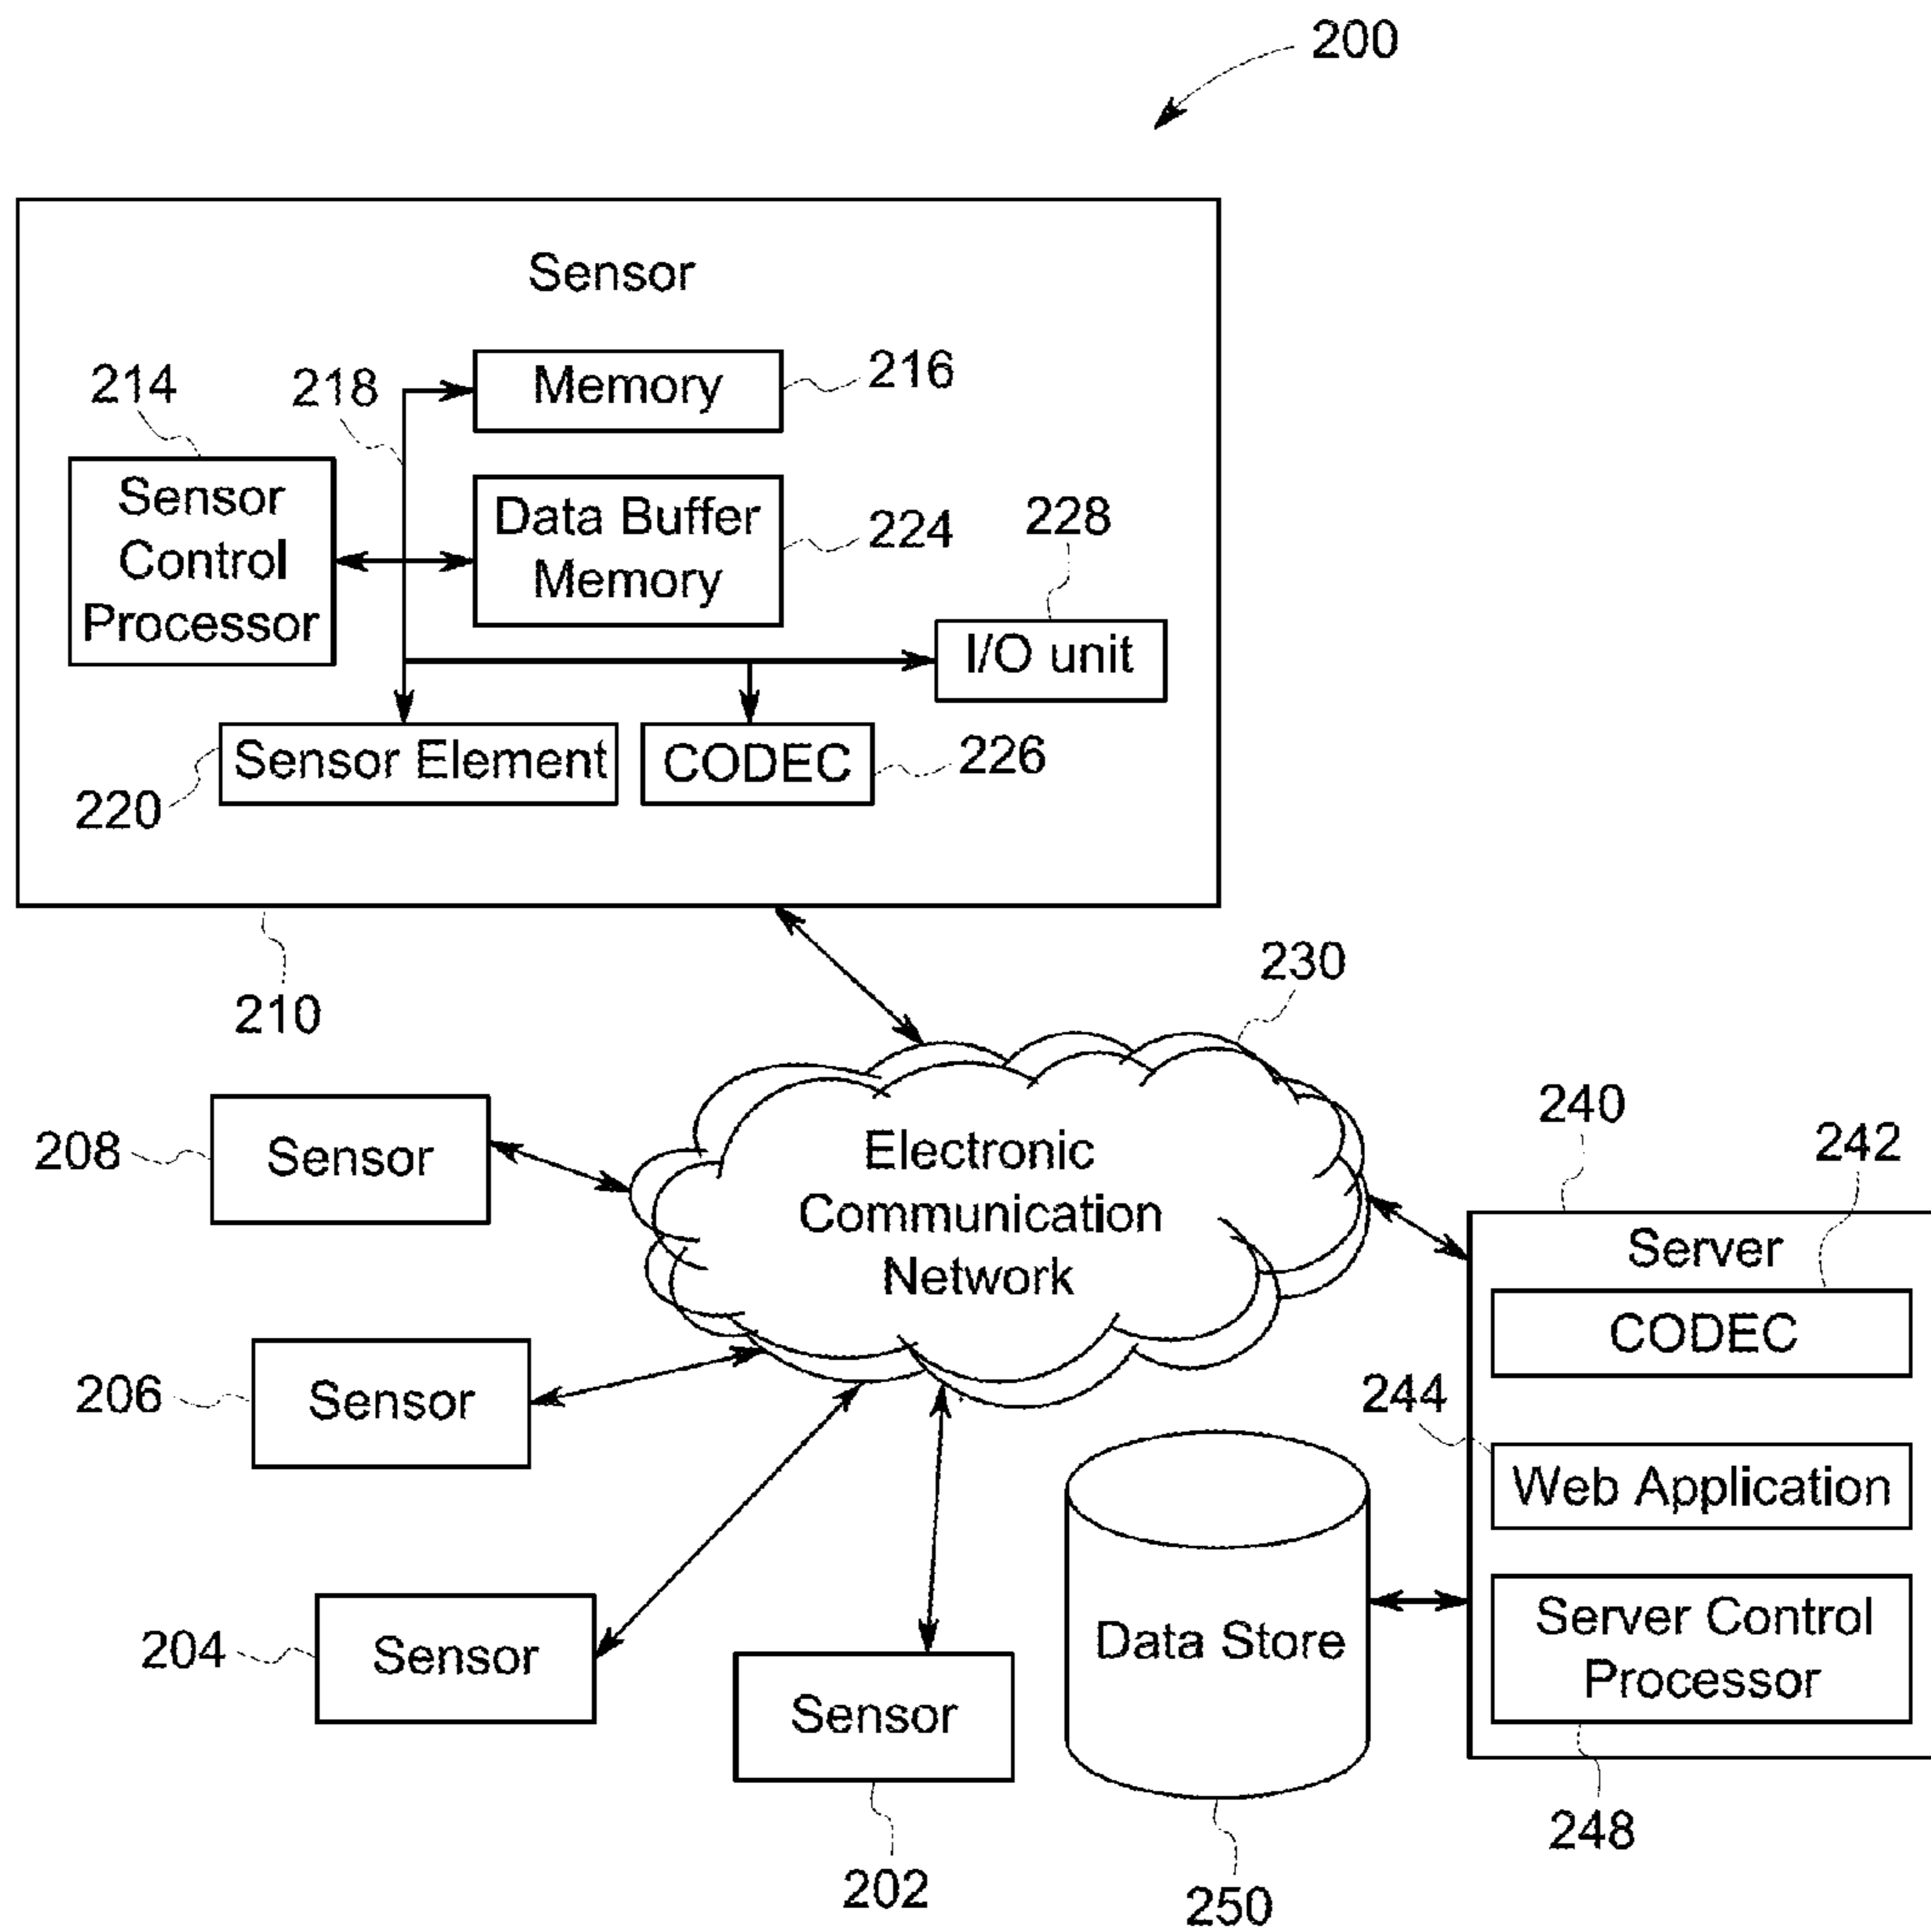 200
Sensor
214
218
Memory
216
Sensor
Control
Processor
Data Buffer
Memory
224
228
I/O unit
220
Sensor Element
CODEC
226
210
230
Electronic
Communication
Network
208
Sensor
240
242
Server
CODEC
206
Sensor
244
Web Application
204
Sensor
Sensor
202
Data Store
250
Server Control
Processor
248